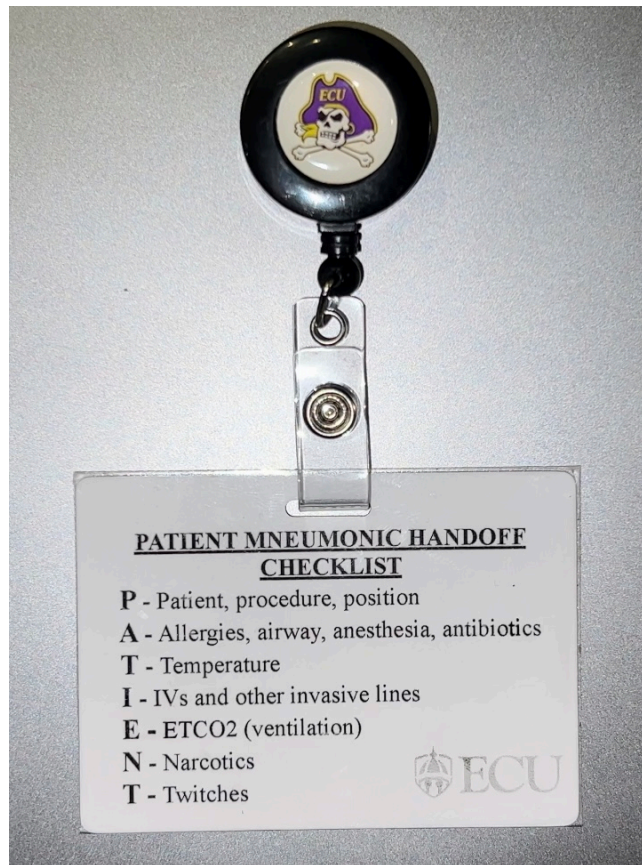 ECU
PATIENT MNEUMONIC HANDOFF
CHECKLIST
P - Patient, procedure, position
A - Allergies, airway, anesthesia, antibiotics
T - Temperature
I - IVs and other invasive lines
E - ETCO2 (ventilation)
N - Narcotics
T - Twitches
ECU